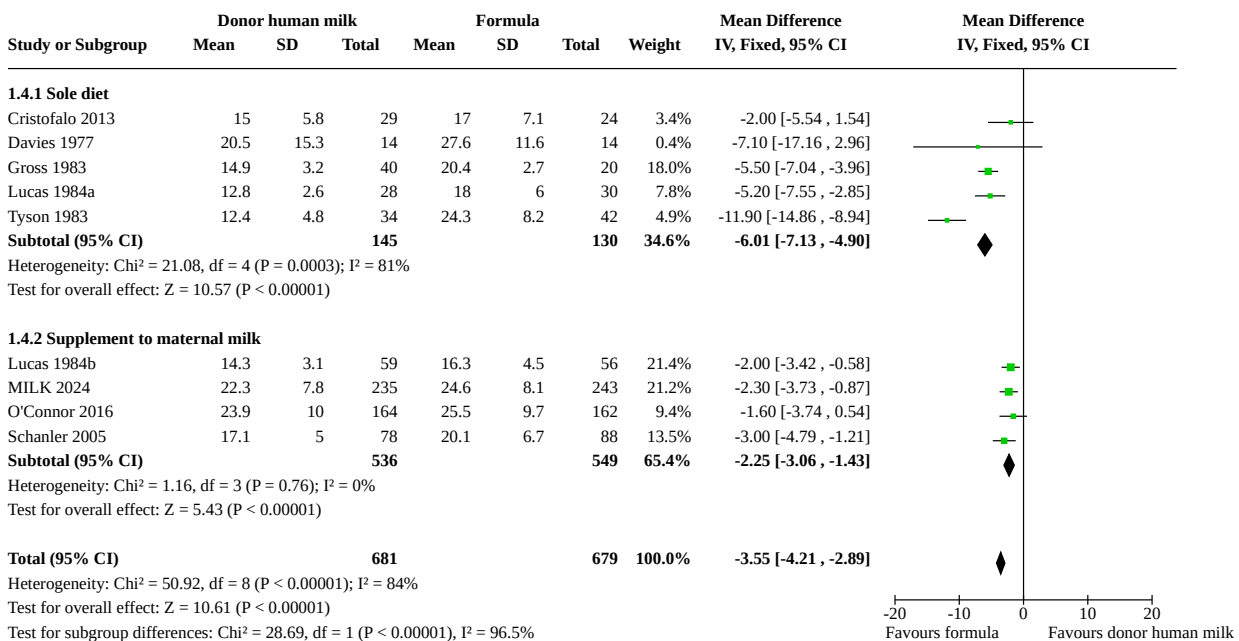 Donor human milk Formula Mean Difference Mean Difference
Study or Subgroup Mean SD Total Mean SD Total Weight IV, Fixed, 95% CI IV, Fixed, 95% CI
1.4.1 Sole diet
Cristofalo 2013 15 5.8 29 17 7.1 24 3.4% -2.00 [-5.54 , 1.54]
Davies 1977 20.5 15.3 14 27.6 11.6 14 0.4% -7.10 [-17.16 , 2.96]
Gross 1983 14.9 3.2 40 20.4 2.7 20 18.0% -5.50 [-7.04 , -3.96]
Lucas 1984a 12.8 2.6 28 18 6 30 7.8% -5.20 [-7.55 , -2.85]
Tyson 1983 12.4 4.8 34 24.3 8.2 42 4.9% -11.90 [-14.86 , -8.94]
Subtotal (95% CI) 145 130 34.6% -6.01 [-7.13 , -4.90]
Heterogeneity: Chi² = 21.08, df = 4 (P = 0.0003); I² = 81%
Test for overall effect: Z = 10.57 (P < 0.00001)
1.4.2 Supplement to maternal milk
Lucas 1984b 14.3 3.1 59 16.3 4.5 56 21.4% -2.00 [-3.42 , -0.58]
MILK 2024 22.3 7.8 235 24.6 8.1 243 21.2% -2.30 [-3.73 , -0.87]
O'Connor 2016 23.9 10 164 25.5 9.7 162 9.4% -1.60 [-3.74 , 0.54]
Schanler 2005 17.1 5 78 20.1 6.7 88 13.5% -3.00 [-4.79 , -1.21]
Subtotal (95% CI) 536 549 65.4% -2.25 [-3.06 , -1.43]
Heterogeneity: Chi² = 1.16, df = 3 (P = 0.76); I² = 0%
Test for overall effect: Z = 5.43 (P < 0.00001)
Total (95% CI) 681 679 100.0% -3.55 [-4.21 , -2.89]
Heterogeneity: Chi² = 50.92, df = 8 (P < 0.00001); I² = 84%
Test for overall effect: Z = 10.61 (P < 0.00001)
-20 -10 0 10 20
Test for subgroup differences: Chi² = 28.69, df = 1 (P < 0.00001), I² = 96.5%
Favours formula Favours donor human milk